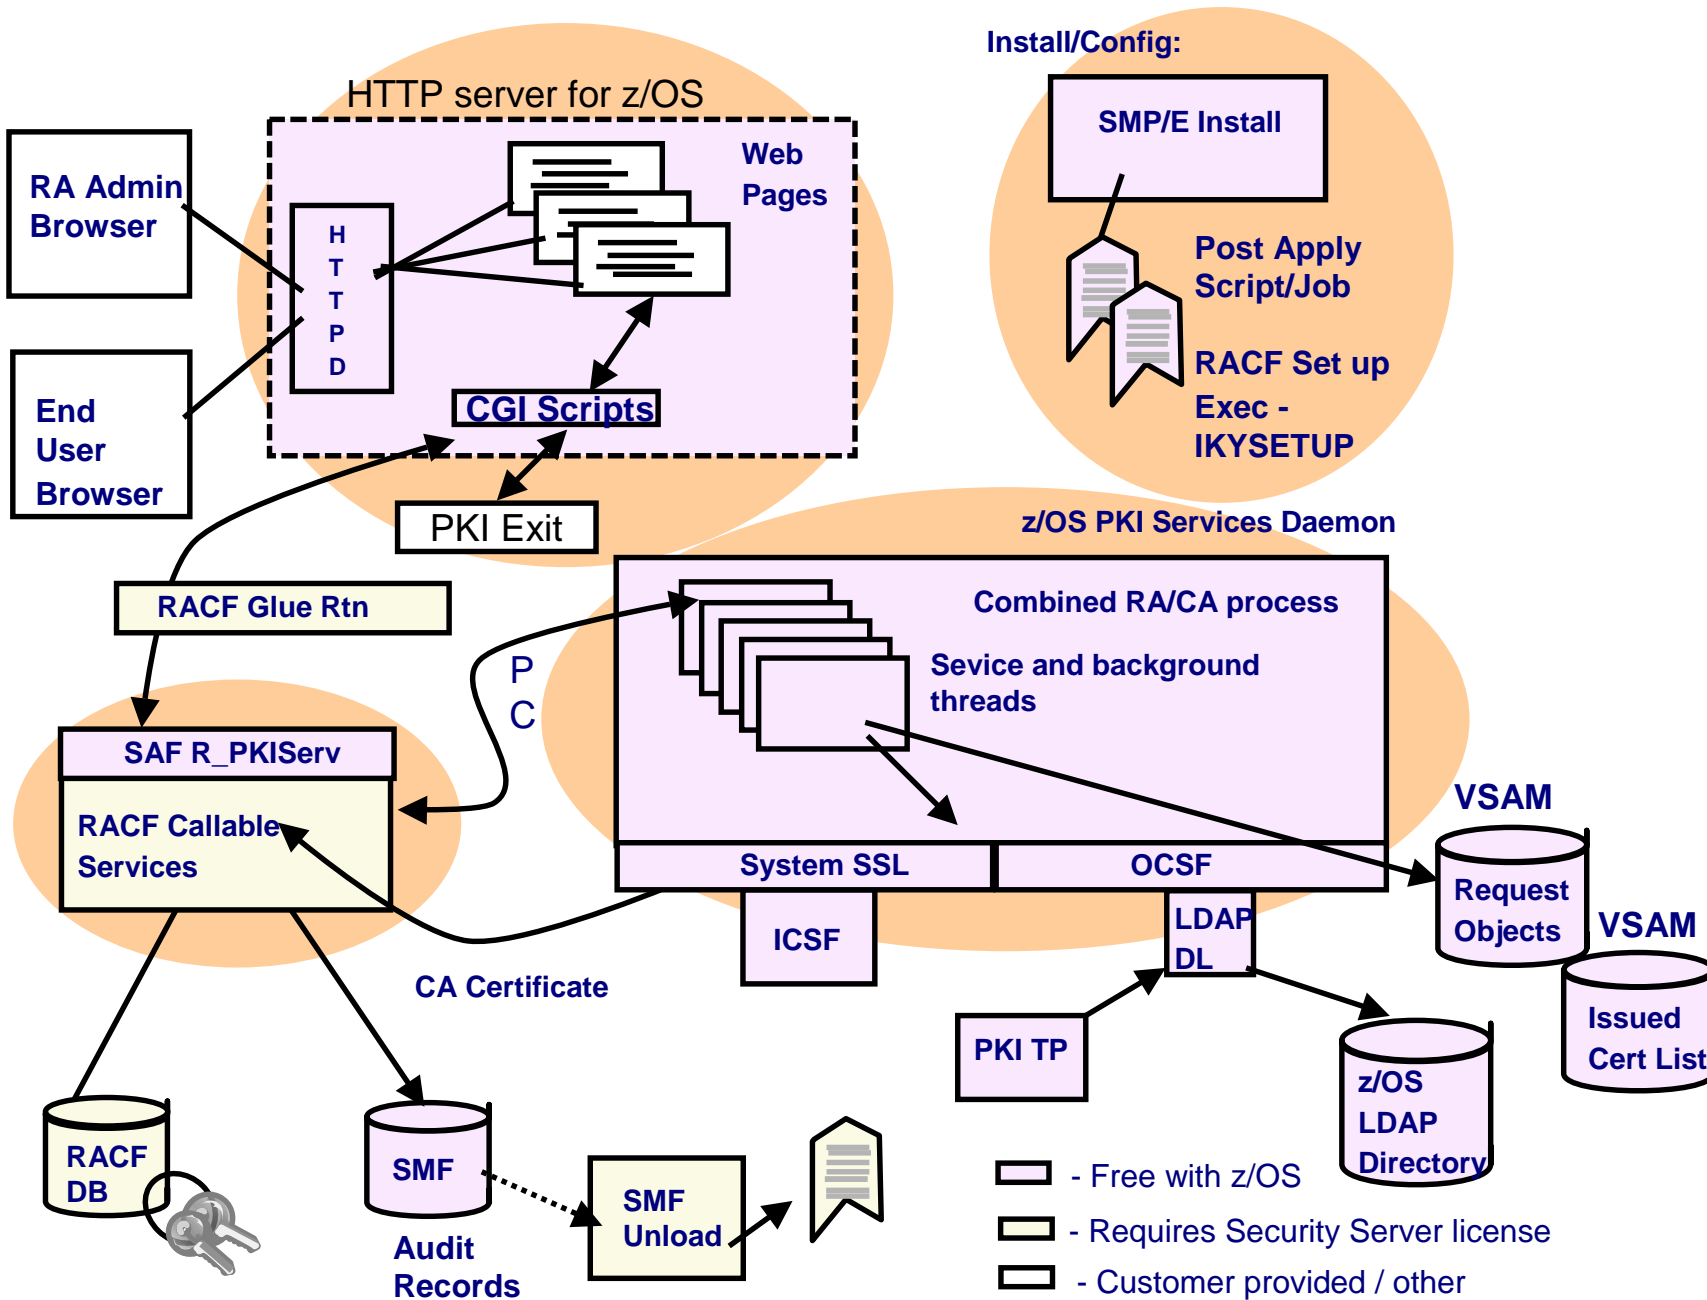 Install/Config:
HTTP server for z/OS
SMP/E Install
Web
Pages
RA Admin
Browser
H
T
T
P
D
Post Apply
Script/Job
RACF Set up
Exec -
IKYSETUP
End
User
Browser
CGI Scripts
PKI Exit
z/OS PKI Services Daemon
RACF Glue Rtn
Combined RA/CA process
P
C
Sevice and background
threads
SAF R_PKIServ
RACF Callable
Services
System SSL
OCSF
VSAM
Request
Objects
ICSF
LDAP
DL
VSAM
CA Certificate
Issued
Cert List
PKI TP
z/OS
LDAP
Directory
RACF
DB
SMF
SMF
Unload
Audit
Records
- Free with z/OS
- Requires Security Server license
- Customer provided / other